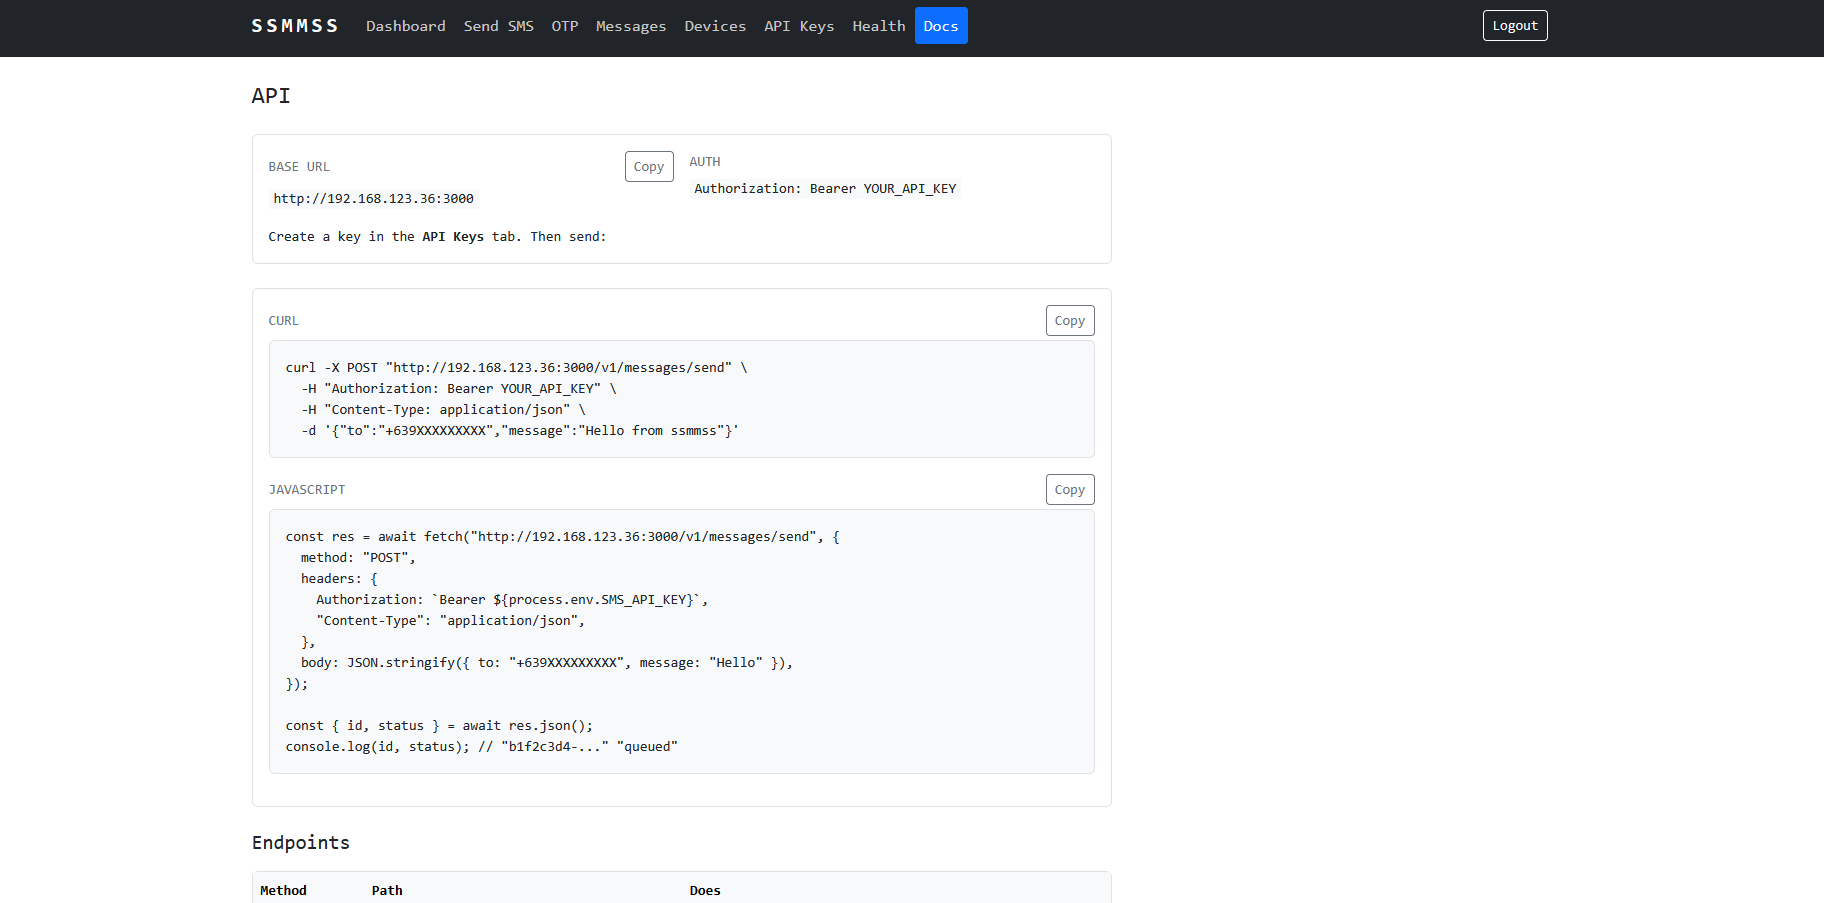 SSMMSS Dashboard Send SMS OTP Messages Devices API Keys Health Docs Logout
API
BASE URL Copy
http://192.168.123.36:3000
AUTH
Authorization: Bearer YOUR_API_KEY
Create a key in the API Keys tab. Then send:
CURL Copy
curl -X POST "http://192.168.123.36:3000/v1/messages/send" \
  -H "Authorization: Bearer YOUR_API_KEY" \
  -H "Content-Type: application/json" \
  -d '{"to":"+639XXXXXXXXX","message":"Hello from ssmmss"}'
JAVASCRIPT Copy
const res = await fetch("http://192.168.123.36:3000/v1/messages/send", {
  method: "POST",
  headers: {
    Authorization: `Bearer ${process.env.SMS_API_KEY}`,
    "Content-Type": "application/json",
  },
  body: JSON.stringify({ to: "+639XXXXXXXXX", message: "Hello" }),
});
const { id, status } = await res.json();
console.log(id, status); // "b1f2c3d4-..." "queued"
Endpoints
Method Path Does